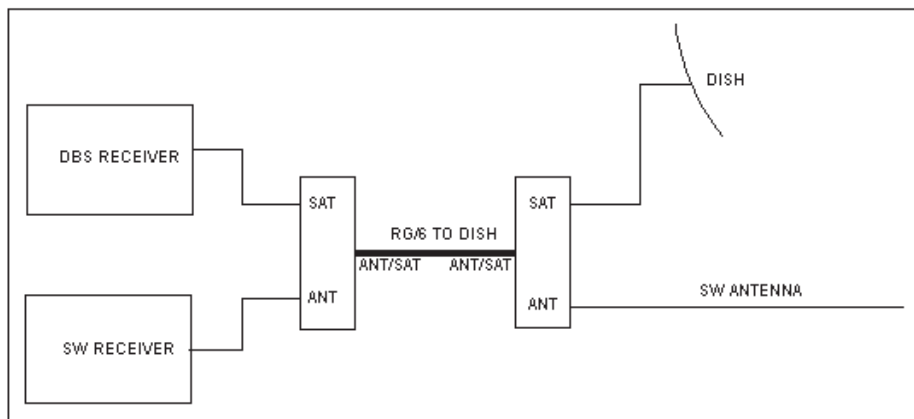 DISH
DBS RECEIVER
SAT
SAT
RG/6 TO DISH
ANT/SAT
ANT/SAT
ANT
ANT
SW ANTENNA
SW RECEIVER